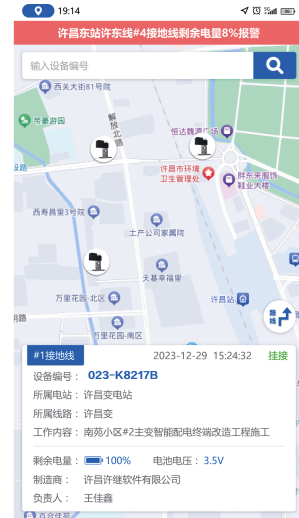 19:14
许昌东站许东线#4接地线剩余电量8%报警
输入设备编号
西关大街81号院
帝豪游园
解放北路
恒达魏源广场
许昌市环境
卫生管理处
胖东来服饰
鞋业大楼
西寿昌里3号院
土产公司家属院
天基幸福里
万里花园-北区
许昌站
路线
万里花园-南区
#1接地线 2023-12-29 15:24:32 挂接
设备编号： 023-K8217B
所属电站：许昌变电站
所属线路：许昌变
工作内容：南苑小区#2主变智能配电终端改造工程施工
剩余电量： 100% 电池电压：3.5V
制造商： 许昌许继软件有限公司
负责人： 王佳鑫